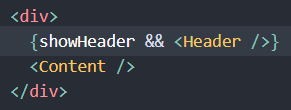 <div>
  {showHeader && <Header />}
  <Content />
</div>